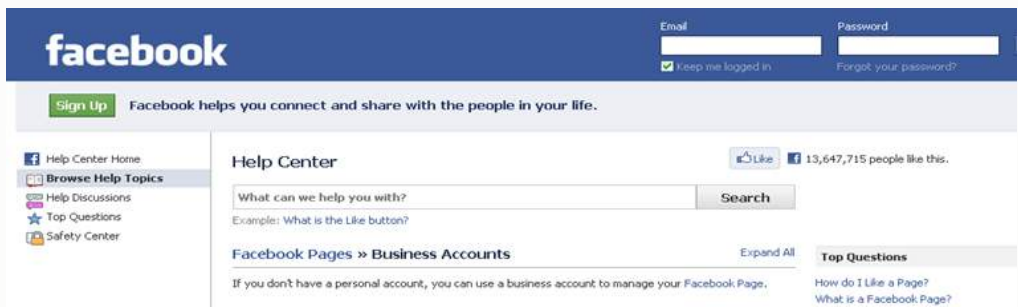 facebook
Email
Password
Keep me logged in
Forgot your password?
Sign Up
Facebook helps you connect and share with the people in your life.
Help Center Home
Browse Help Topics
Help Discussions
Top Questions
Safety Center
Help Center
Like
13,647,715 people like this.
What can we help you with?
Search
Example: What is the Like button?
Facebook Pages » Business Accounts
Expand All
If you don't have a personal account, you can use a business account to manage your Facebook Page.
Top Questions
How do I Like a Page?
What is a Facebook Page?